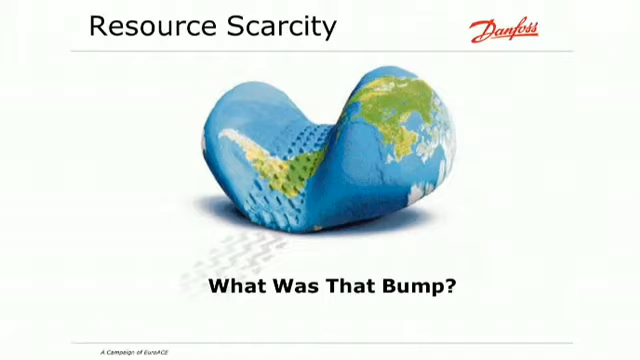 Resource Scarcity
Danfoss
What Was That Bump?
A Campaign of EuroACE